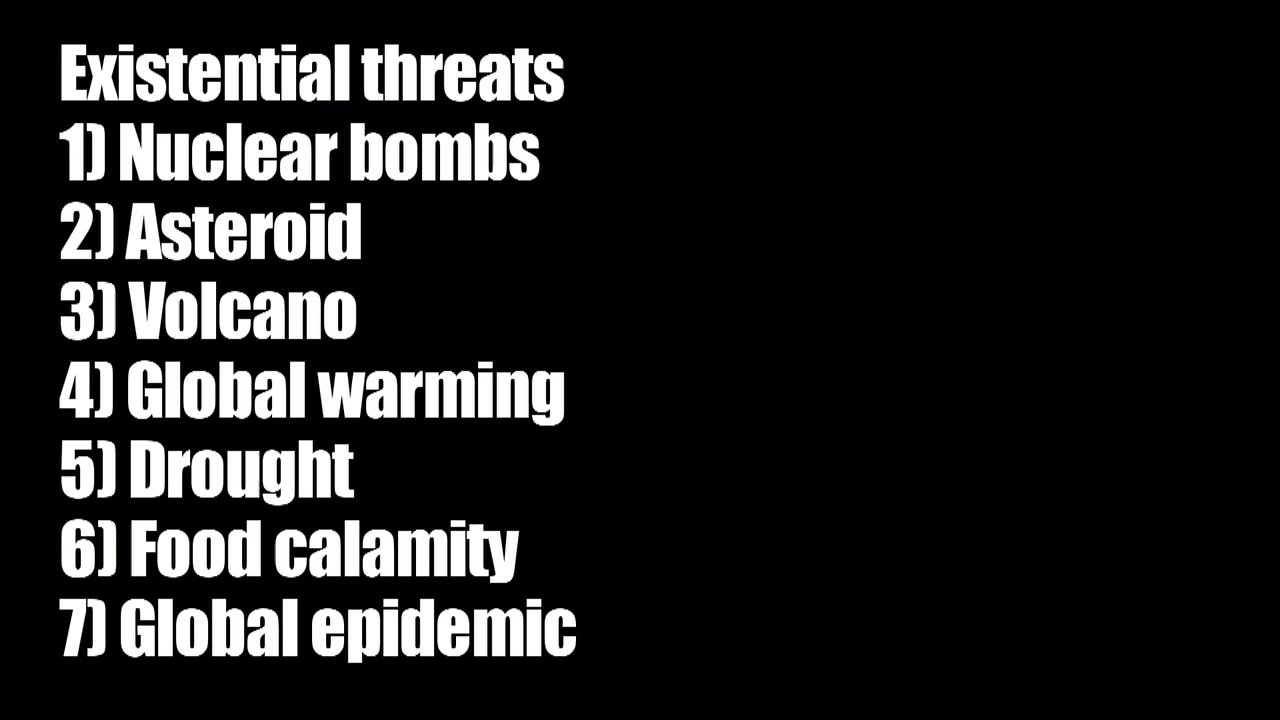 Existential threats
1) Nuclear bombs
2) Asteroid
3) Volcano
4) Global warming
5) Drought
6) Food calamity
7) Global epidemic